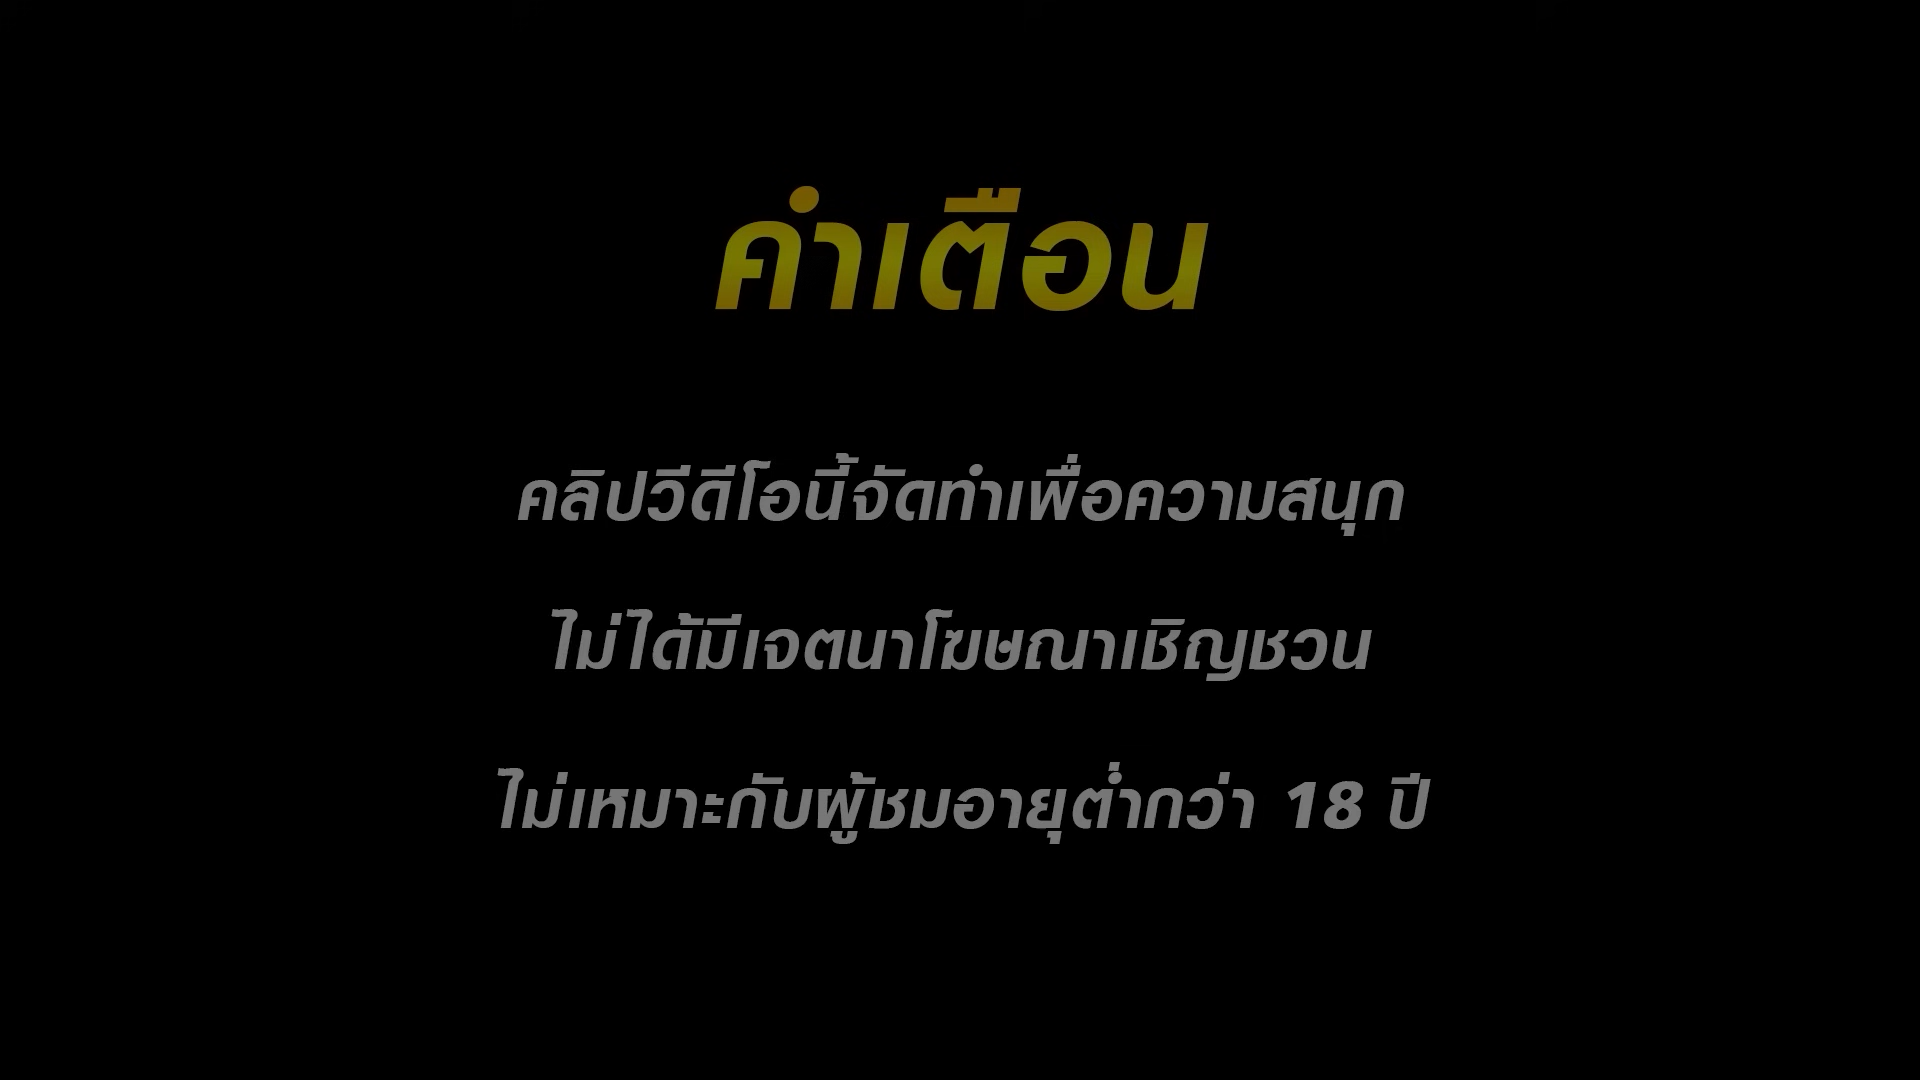 คำเตือน
คลิปวีดีโอนี้จัดทำเพื่อความสนุก
ไม่ได้มีเจตนาโฆษณาเชิญชวน
ไม่เหมาะกับผู้ชมอายุต่ำกว่า 18 ปี